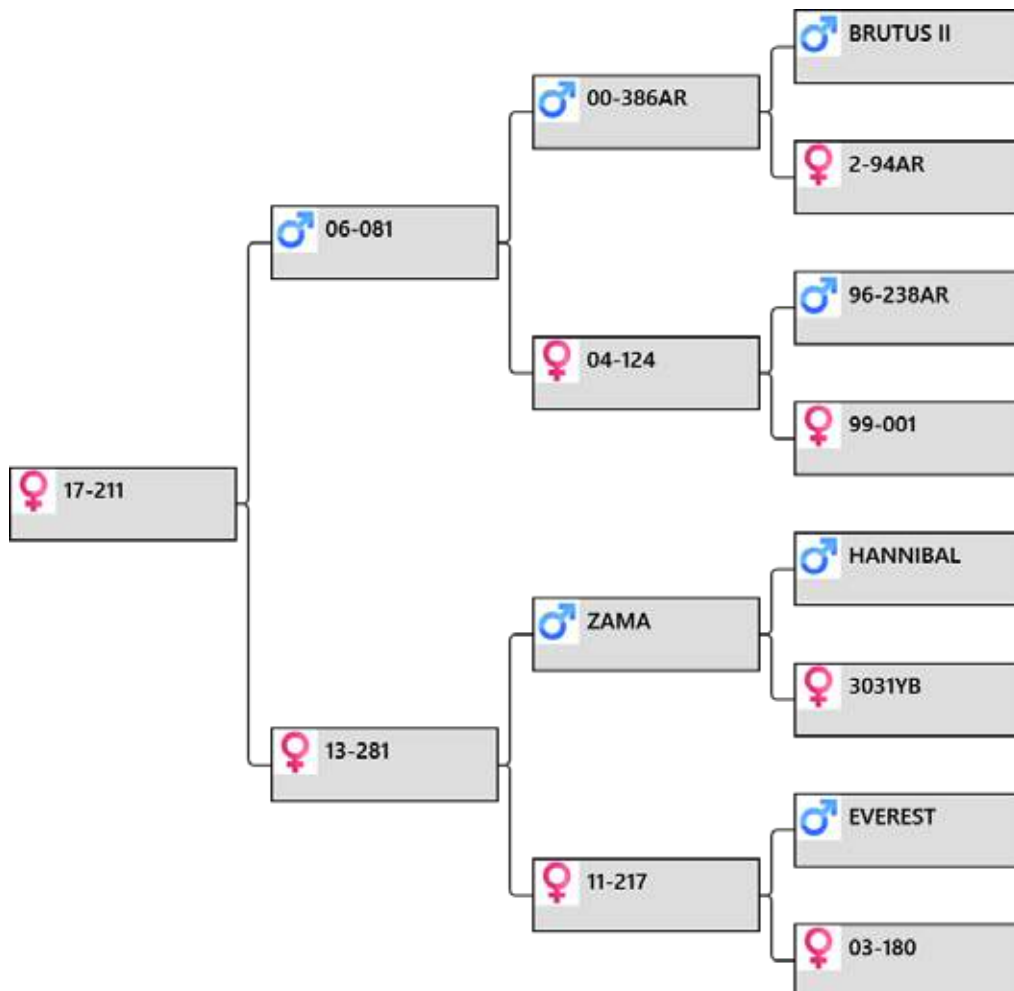 BRUTUS II
00-386AR
2-94AR
06-081
96-238AR
04-124
99-001
17-211
HANNIBAL
ZAMA
3031YB
13-281
EVEREST
11-217
03-180